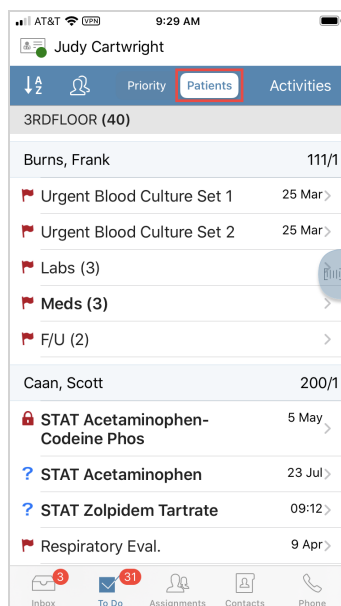 AT&T VPN 9:29 AM
Judy Cartwright
A Z Priority Patients Activities
3RDFLOOR (40)
Burns, Frank 111/1
Urgent Blood Culture Set 1 25 Mar
Urgent Blood Culture Set 2 25 Mar
Labs (3)
Meds (3)
F/U (2)
Caan, Scott 200/1
STAT Acetaminophen-
Codeine Phos 5 May
? STAT Acetaminophen 23 Jul
? STAT Zolpidem Tartrate 09:12
Respiratory Eval. 9 Apr
3 31
Inbox To Do Assignments Contacts Phone